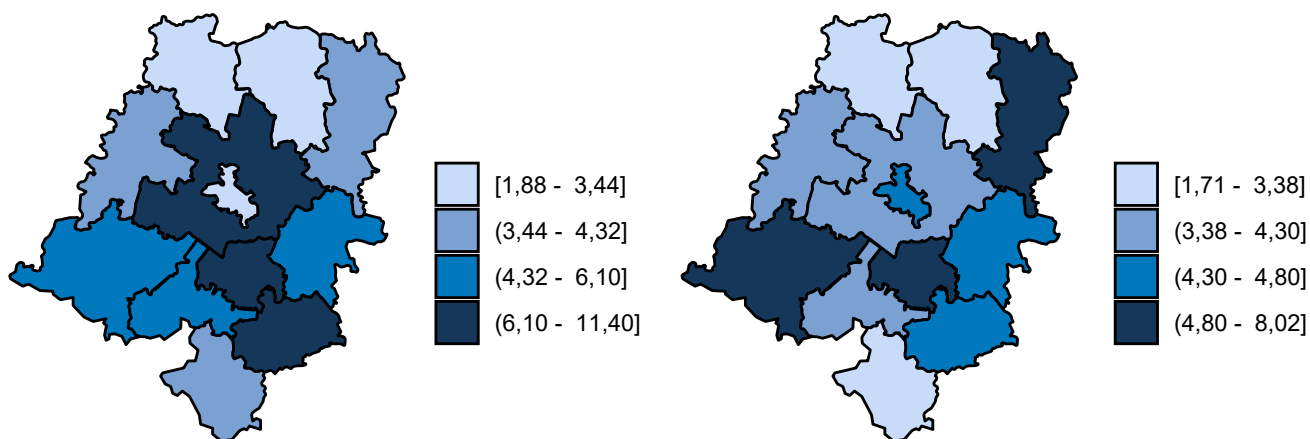 [1,88 - 3,44]
(3,44 - 4,32]
(4,32 - 6,10]
(6,10 - 11,40]
[1,71 - 3,38]
(3,38 - 4,30]
(4,30 - 4,80]
(4,80 - 8,02]